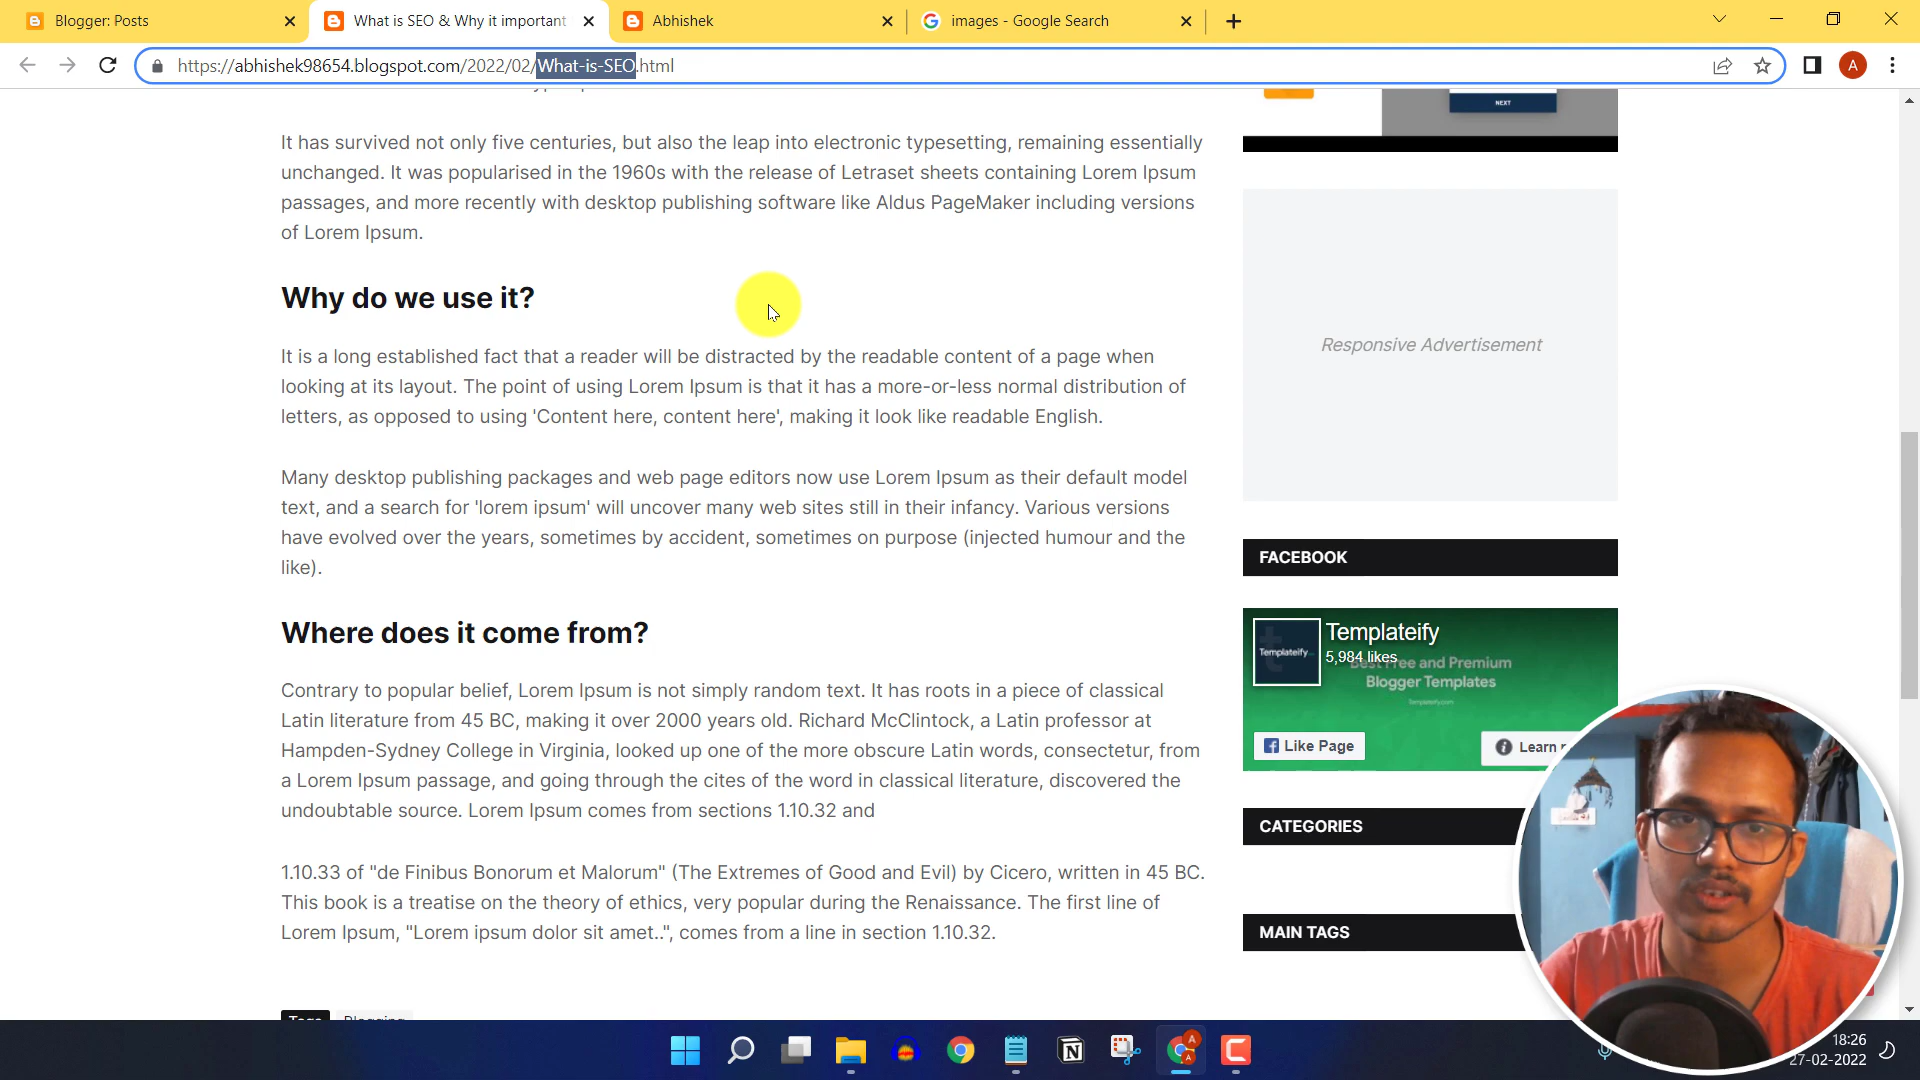 Blogger: Posts
What is SEO & Why it important
Abhishek
images - Google Search
https://abhishek98654.blogspot.com/2022/02/What-is-SEO.html
A
NEXT
It has survived not only five centuries, but also the leap into electronic typesetting, remaining essentially
unchanged. It was popularised in the 1960s with the release of Letraset sheets containing Lorem Ipsum
passages, and more recently with desktop publishing software like Aldus PageMaker including versions
of Lorem Ipsum.
Why do we use it?
It is a long established fact that a reader will be distracted by the readable content of a page when
looking at its layout. The point of using Lorem Ipsum is that it has a more-or-less normal distribution of
letters, as opposed to using 'Content here, content here', making it look like readable English.
Many desktop publishing packages and web page editors now use Lorem Ipsum as their default model
text, and a search for 'lorem ipsum' will uncover many web sites still in their infancy. Various versions
have evolved over the years, sometimes by accident, sometimes on purpose (injected humour and the
like).
Where does it come from?
Contrary to popular belief, Lorem Ipsum is not simply random text. It has roots in a piece of classical
Latin literature from 45 BC, making it over 2000 years old. Richard McClintock, a Latin professor at
Hampden-Sydney College in Virginia, looked up one of the more obscure Latin words, consectetur, from
a Lorem Ipsum passage, and going through the cites of the word in classical literature, discovered the
undoubtable source. Lorem Ipsum comes from sections 1.10.32 and
1.10.33 of "de Finibus Bonorum et Malorum" (The Extremes of Good and Evil) by Cicero, written in 45 BC.
This book is a treatise on the theory of ethics, very popular during the Renaissance. The first line of
Lorem Ipsum, "Lorem ipsum dolor sit amet..", comes from a line in section 1.10.32.
Tags Blogging
Responsive Advertisement
FACEBOOK
Templateify
Templateify
5,984 likes
Best Free and Premium
Blogger Templates
Templateify.com
Like Page
Learn
CATEGORIES
MAIN TAGS
18:26
27-02-2022